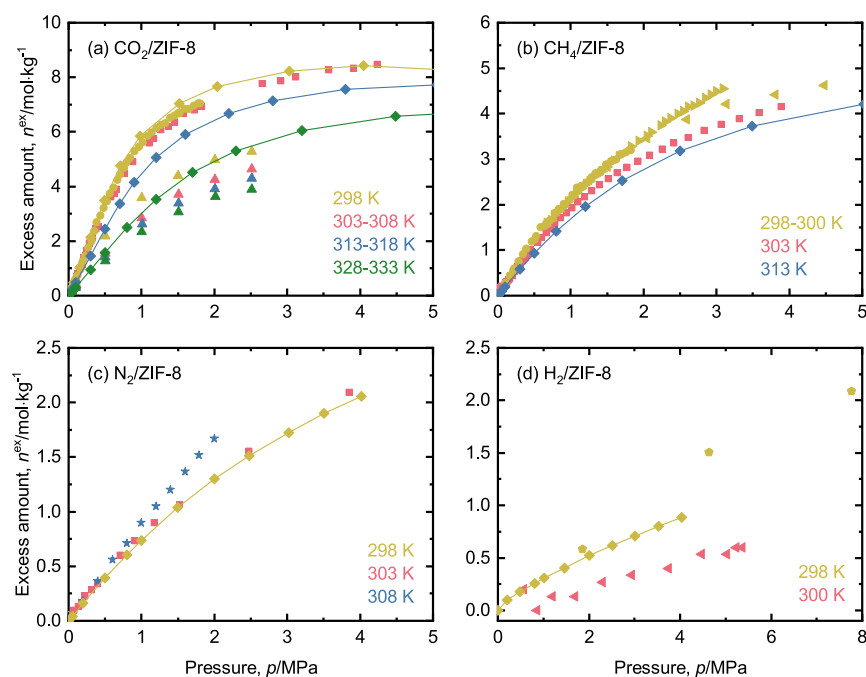 (a) CO₂/ZIF-8
Excess amount, nᵉˣ/mol·kg⁻¹
10
8
6
4
2
0
298 K
303-308 K
313-318 K
328-333 K
0 1 2 3 4 5
(b) CH₄/ZIF-8
6
5
4
3
2
1
0
298-300 K
303 K
313 K
0 1 2 3 4 5
(c) N₂/ZIF-8
Excess amount, nᵉˣ/mol·kg⁻¹
2.5
2.0
1.5
1.0
0.5
0.0
298 K
303 K
308 K
0 1 2 3 4 5
Pressure, p/MPa
(d) H₂/ZIF-8
2.5
2.0
1.5
1.0
0.5
0.0
298 K
300 K
0 2 4 6 8
Pressure, p/MPa